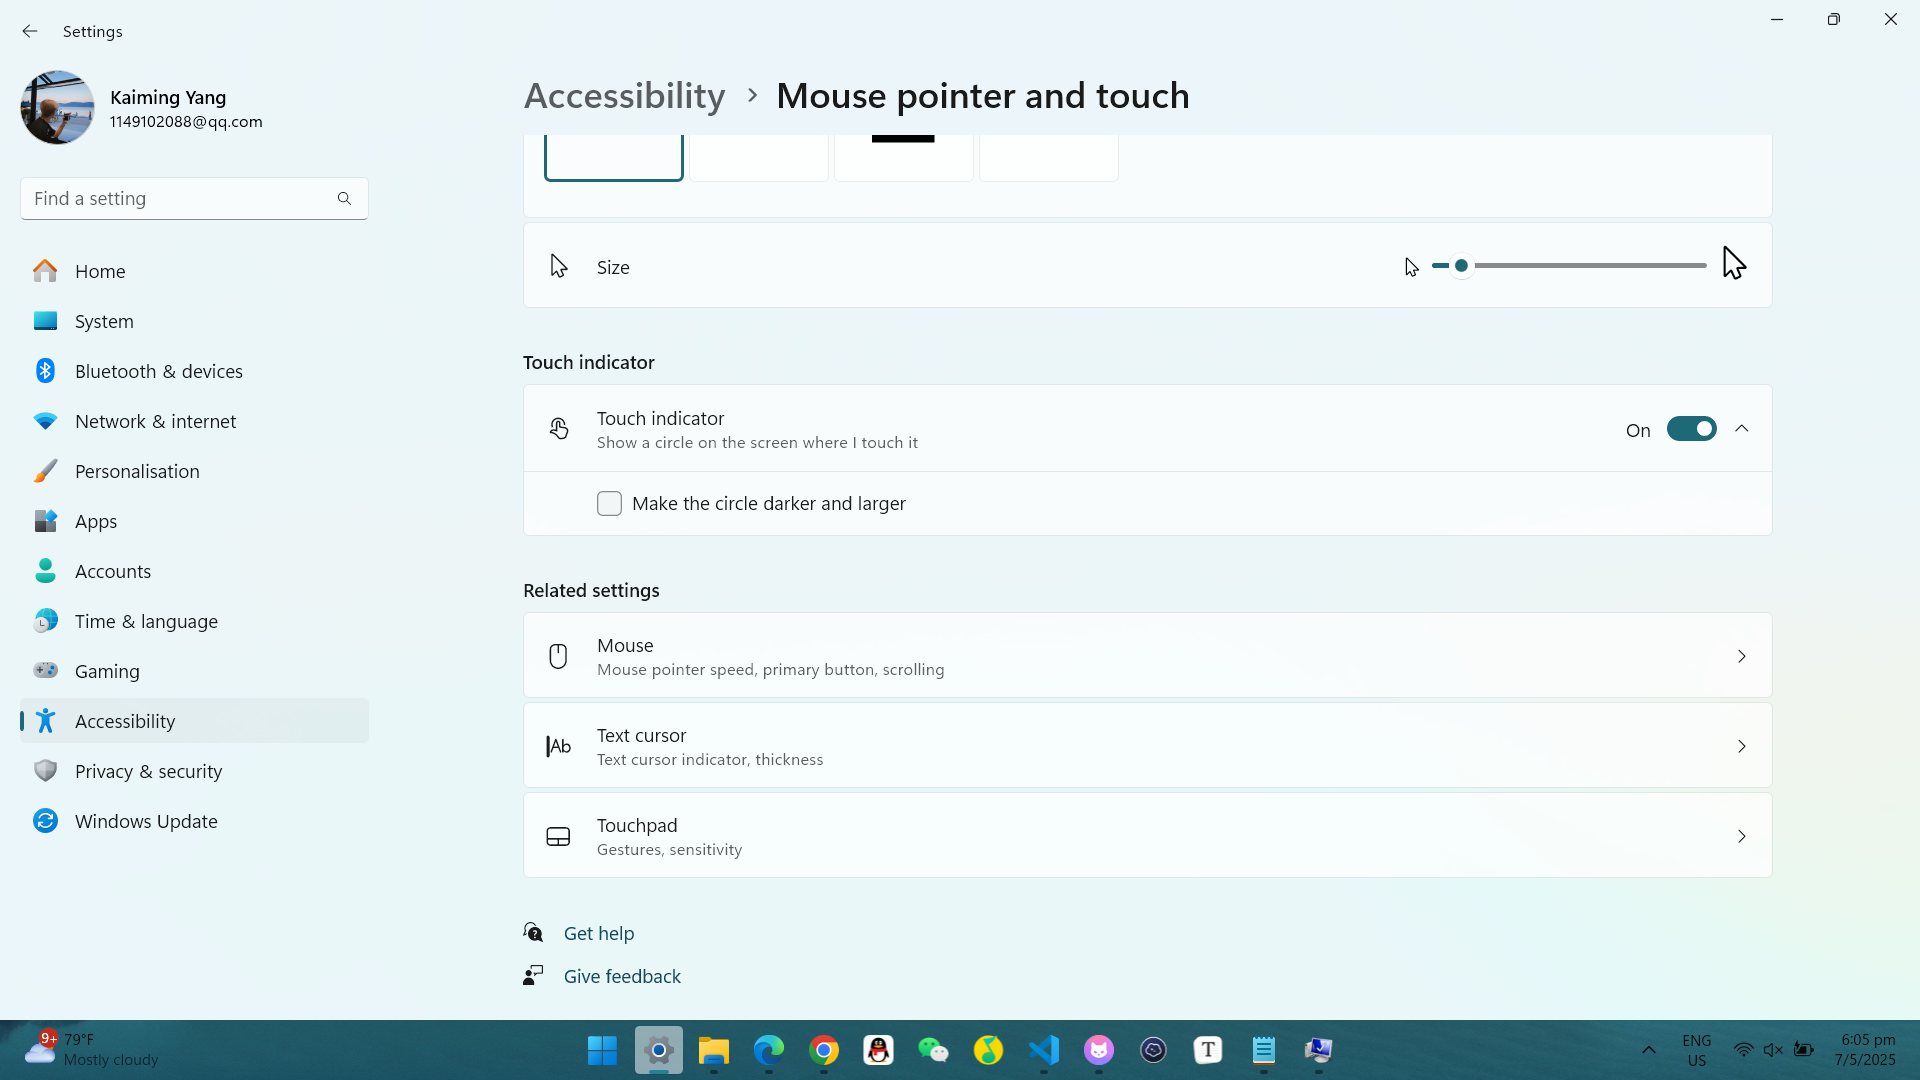 Settings
Kaiming Yang
1149102088@qq.com
Find a setting
Home
System
Bluetooth & devices
Network & internet
Personalisation
Apps
Accounts
Time & language
Gaming
Accessibility
Privacy & security
Windows Update
Accessibility > Mouse pointer and touch
Size
Touch indicator
Touch indicator
Show a circle on the screen where I touch it
On
Make the circle darker and larger
Related settings
Mouse
Mouse pointer speed, primary button, scrolling
Ab
Text cursor
Text cursor indicator, thickness
Touchpad
Gestures, sensitivity
Get help
Give feedback
9+
79°F
Mostly cloudy
T
ENG
US
6:05 pm
7/5/2025